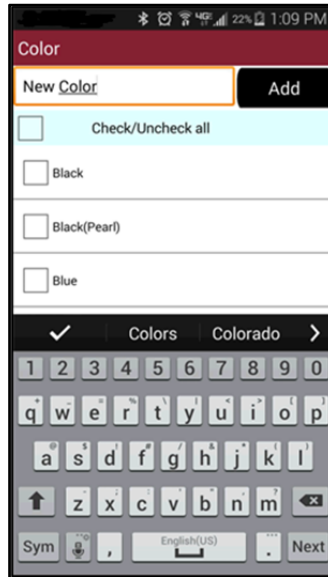 4G 22% 1:09 PM
Color
New Color Add
Check/Uncheck all
Black
Black(Pearl)
Blue
Colors Colorado
1 2 3 4 5 6 7 8 9 0
q w e r t y u i o p
a s d f g h j k l
z x c v b n m
Sym , English(US) . Next